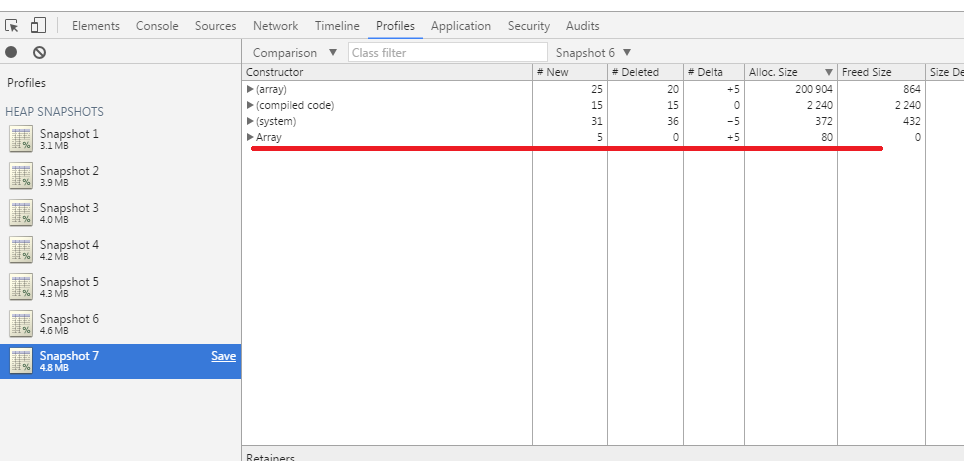 Elements Console Sources Network Timeline Profiles Application Security Audits
Comparison ▼ Class filter Snapshot 6 ▼
Profiles
HEAP SNAPSHOTS
Snapshot 1
3.1 MB
Snapshot 2
3.9 MB
Snapshot 3
4.0 MB
Snapshot 4
4.2 MB
Snapshot 5
4.3 MB
Snapshot 6
4.6 MB
Snapshot 7 Save
4.8 MB
Constructor # New # Deleted # Delta Alloc. Size ▼ Freed Size Size De
▶(array) 25 20 +5 200 904 864
▶(compiled code) 15 15 0 2 240 2 240
▶(system) 31 36 −5 372 432
▶Array 5 0 +5 80 0
Retainers